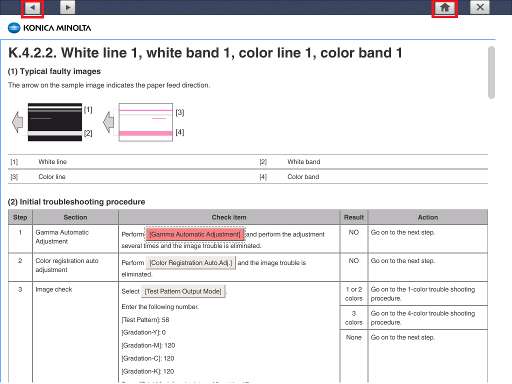 KONICA MINOLTA
K.4.2.2. White line 1, white band 1, color line 1, color band 1
(1) Typical faulty images
The arrow on the sample image indicates the paper feed direction.
[1]
[2]
[3]
[4]
[1] White line [2] White band
[3] Color line [4] Color band
(2) Initial troubleshooting procedure
Step Section Check item Result Action
1 Gamma Automatic Adjustment
Perform [Gamma Automatic Adjustment] and perform the adjustment
several times and the image trouble is eliminated.
NO Go on to the next step.
2 Color registration auto adjustment
Perform [Color Registration Auto.Adj.] and the image trouble is
eliminated.
NO Go on to the next step.
3 Image check
Select [Test Pattern Output Mode].
Enter the following number.
[Test Pattern]: 58
[Gradation-Y]: 0
[Gradation-M]: 120
[Gradation-C]: 120
[Gradation-K]: 120
1 or 2 colors Go on to the 1-color trouble shooting procedure.
3 colors Go on to the 4-color trouble shooting procedure.
None Go on to the next step.